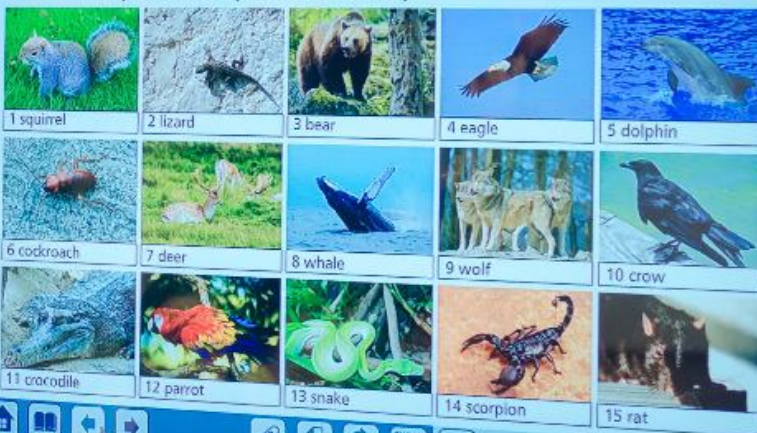 1 squirrel
2 lizard
3 bear
4 eagle
5 dolphin
6 cockroach
7 deer
8 whale
9 wolf
10 crow
11 crocodile
12 parrot
13 snake
14 scorpion
15 rat